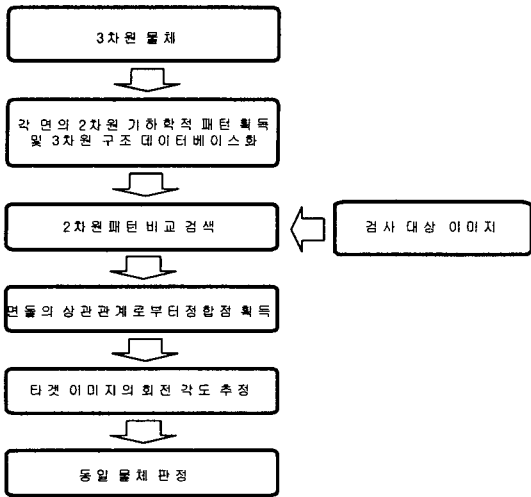 3차원 물체
각 면의 2차원 기하학적 패턴 획득
및 3차원 구조 데이터베이스화
2차원패턴 비교 검색
검사 대상 이미지
면들의 상관관계로부터정합점 획득
타겟 이미지의 회전 각도 추정
동일 물체 판정